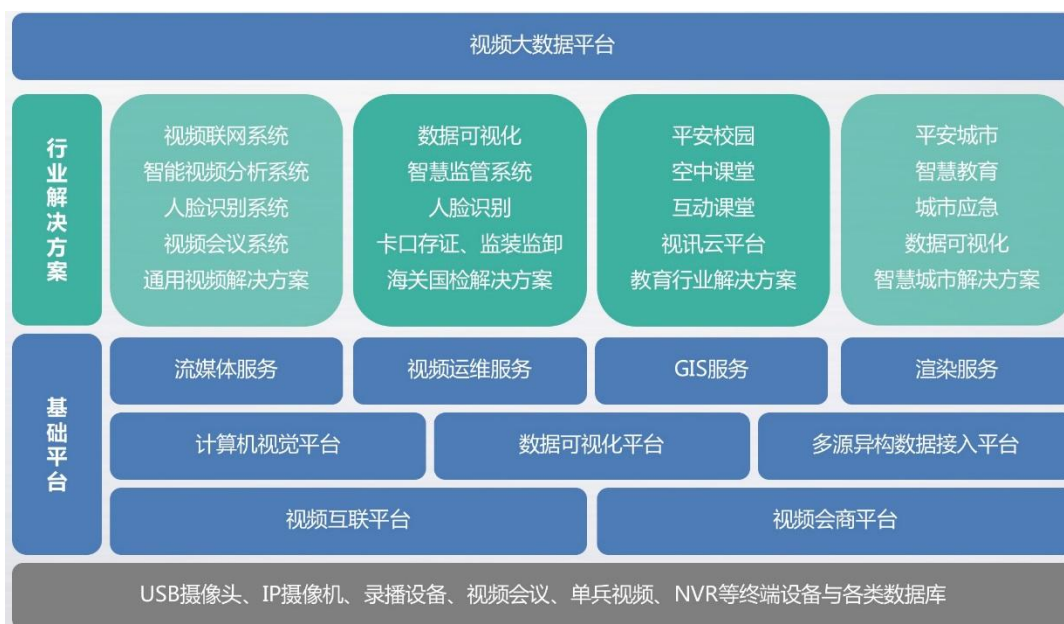 视频大数据平台
行业解决方案
视频联网系统
智能视频分析系统
人脸识别系统
视频会议系统
通用视频解决方案
数据可视化
智慧监管系统
人脸识别
卡口存证、监装监卸
海关国检解决方案
平安校园
空中课堂
互动课堂
视讯云平台
教育行业解决方案
平安城市
智慧教育
城市应急
数据可视化
智慧城市解决方案
基础平台
流媒体服务
视频运维服务
GIS服务
渲染服务
计算机视觉平台
数据可视化平台
多源异构数据接入平台
视频互联平台
视频会商平台
USB摄像头、IP摄像机、录播设备、视频会议、单兵视频、NVR等终端设备与各类数据库